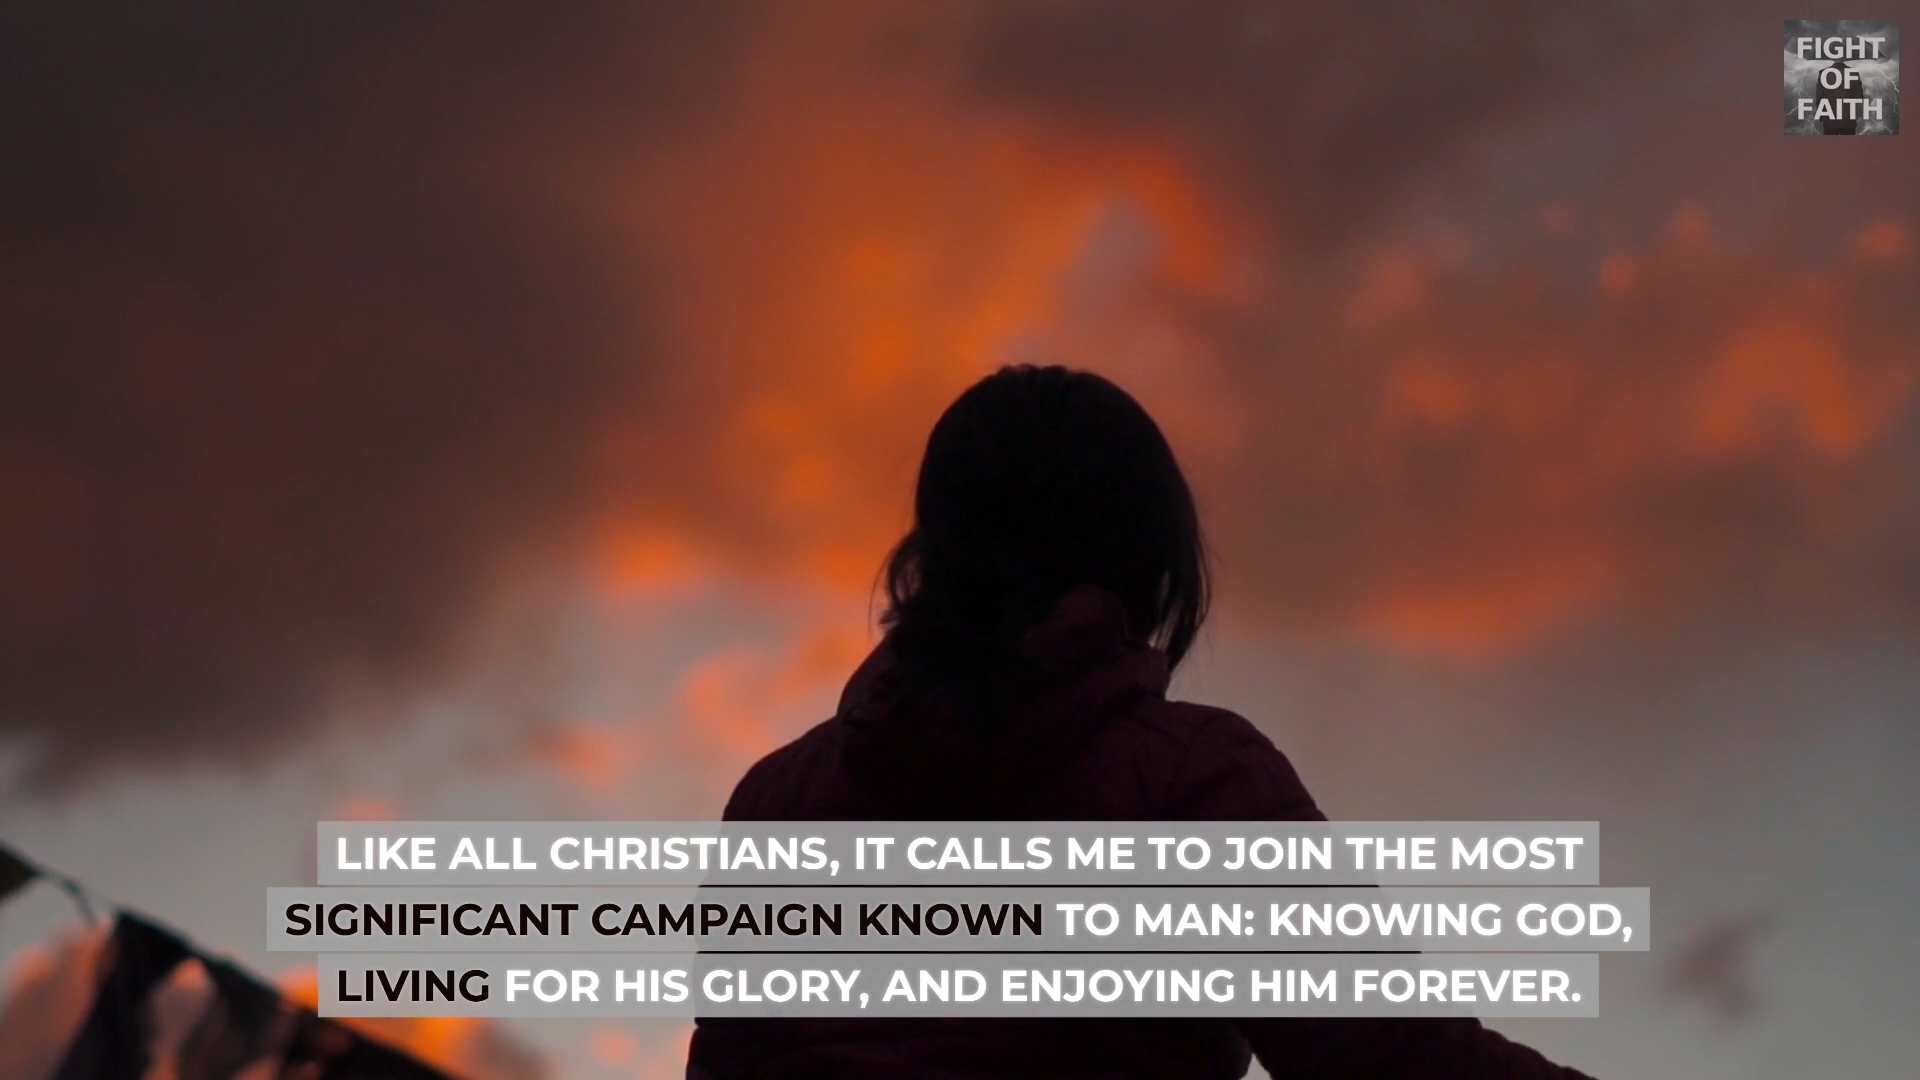 FIGHT
OF
FAITH
LIKE ALL CHRISTIANS, IT CALLS ME TO JOIN THE MOST
SIGNIFICANT CAMPAIGN KNOWN TO MAN: KNOWING GOD,
LIVING FOR HIS GLORY, AND ENJOYING HIM FOREVER.